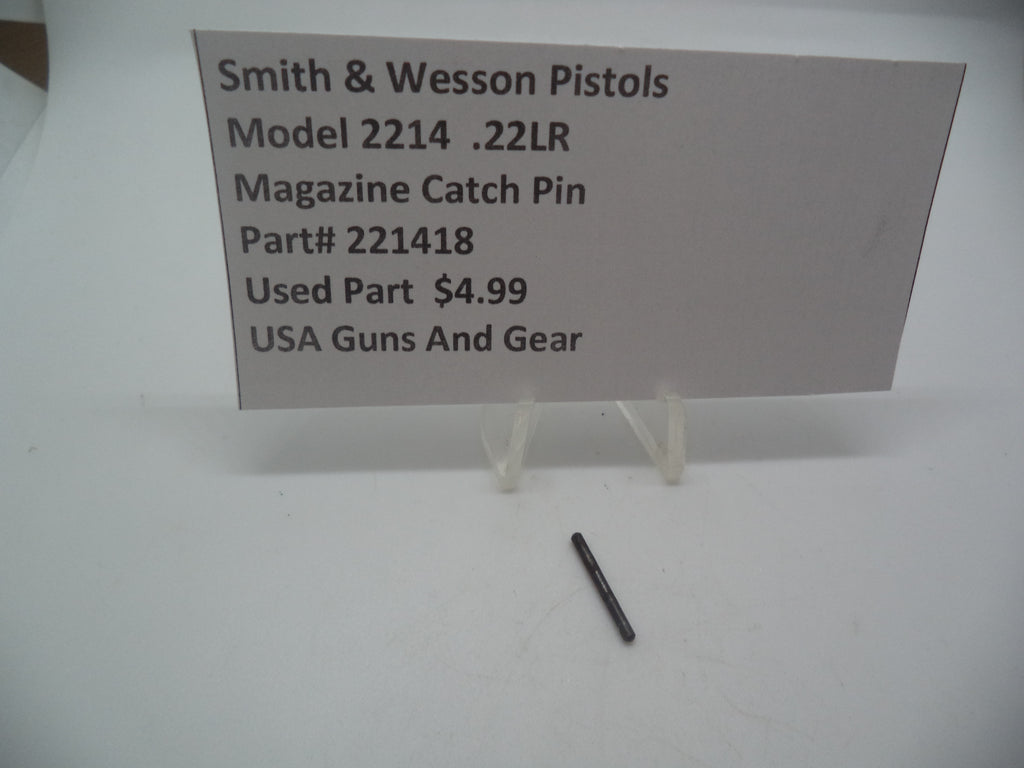 Smith & Wesson Pistols
Model 2214 .22LR
Magazine Catch Pin
Part# 221418
Used Part $4.99
USA Guns And Gear